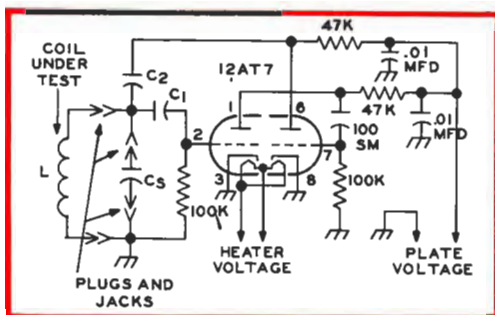 COIL
UNDER
TEST
C2
C1
12AT7
47K
.01
MFD
47K
.01
MFD
1
6
100
SM
L
2
7
CS
3
8
100K
100K
HEATER
VOLTAGE
PLATE
VOLTAGE
PLUGS AND
JACKS